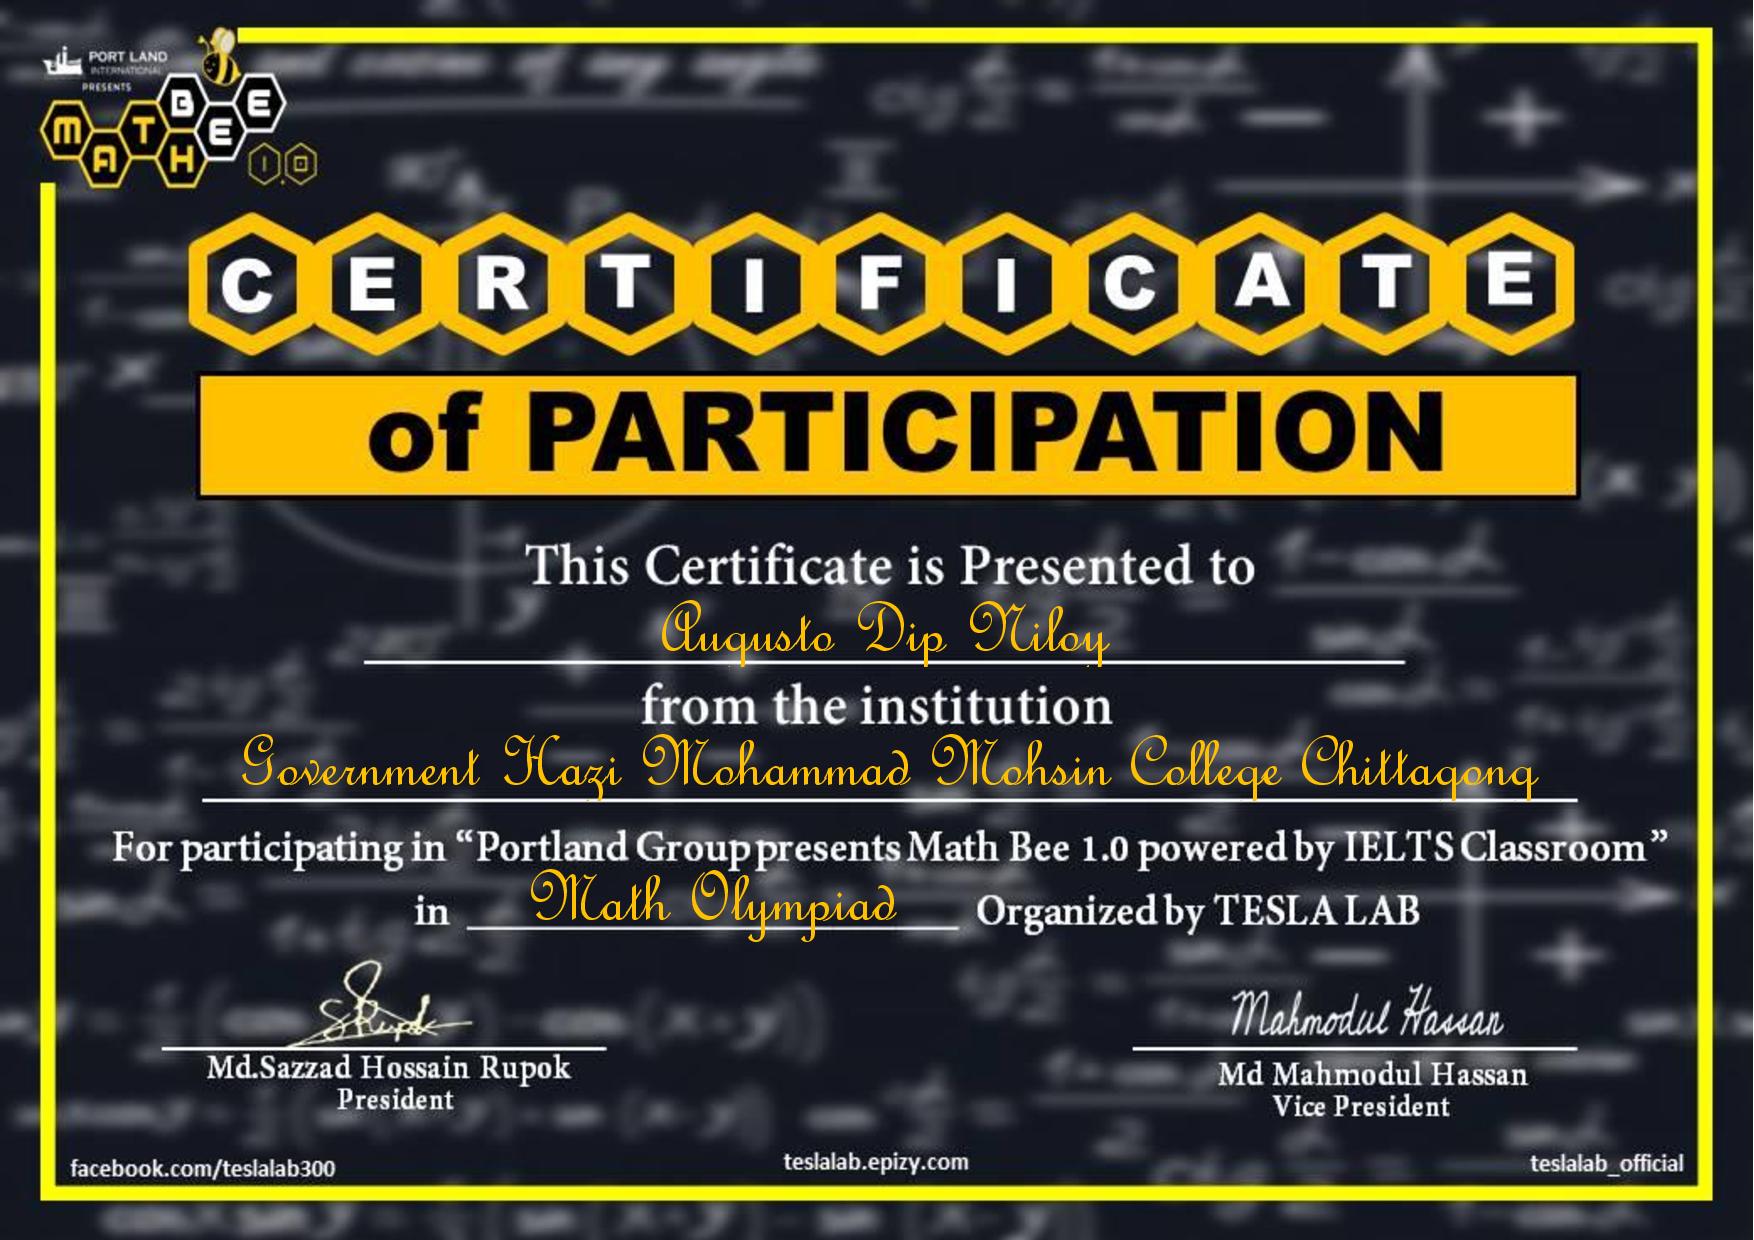 PORT LAND
INTERNATIONAL
PRESENTS
MATH BEE 1.0
CERTIFICATE
of PARTICIPATION
This Certificate is Presented to
Augusto Dip Niloy
from the institution
Government Hazi Mohammad Mohsin College Chittagong
For participating in “Portland Group presents Math Bee 1.0 powered by IELTS Classroom”
in Math Olympiad Organized by TESLA LAB
SRupok
Mahmodul Hassan
Md.Sazzad Hossain Rupok
President
Md Mahmodul Hassan
Vice President
facebook.com/teslalab300
teslalab.epizy.com
teslalab_official